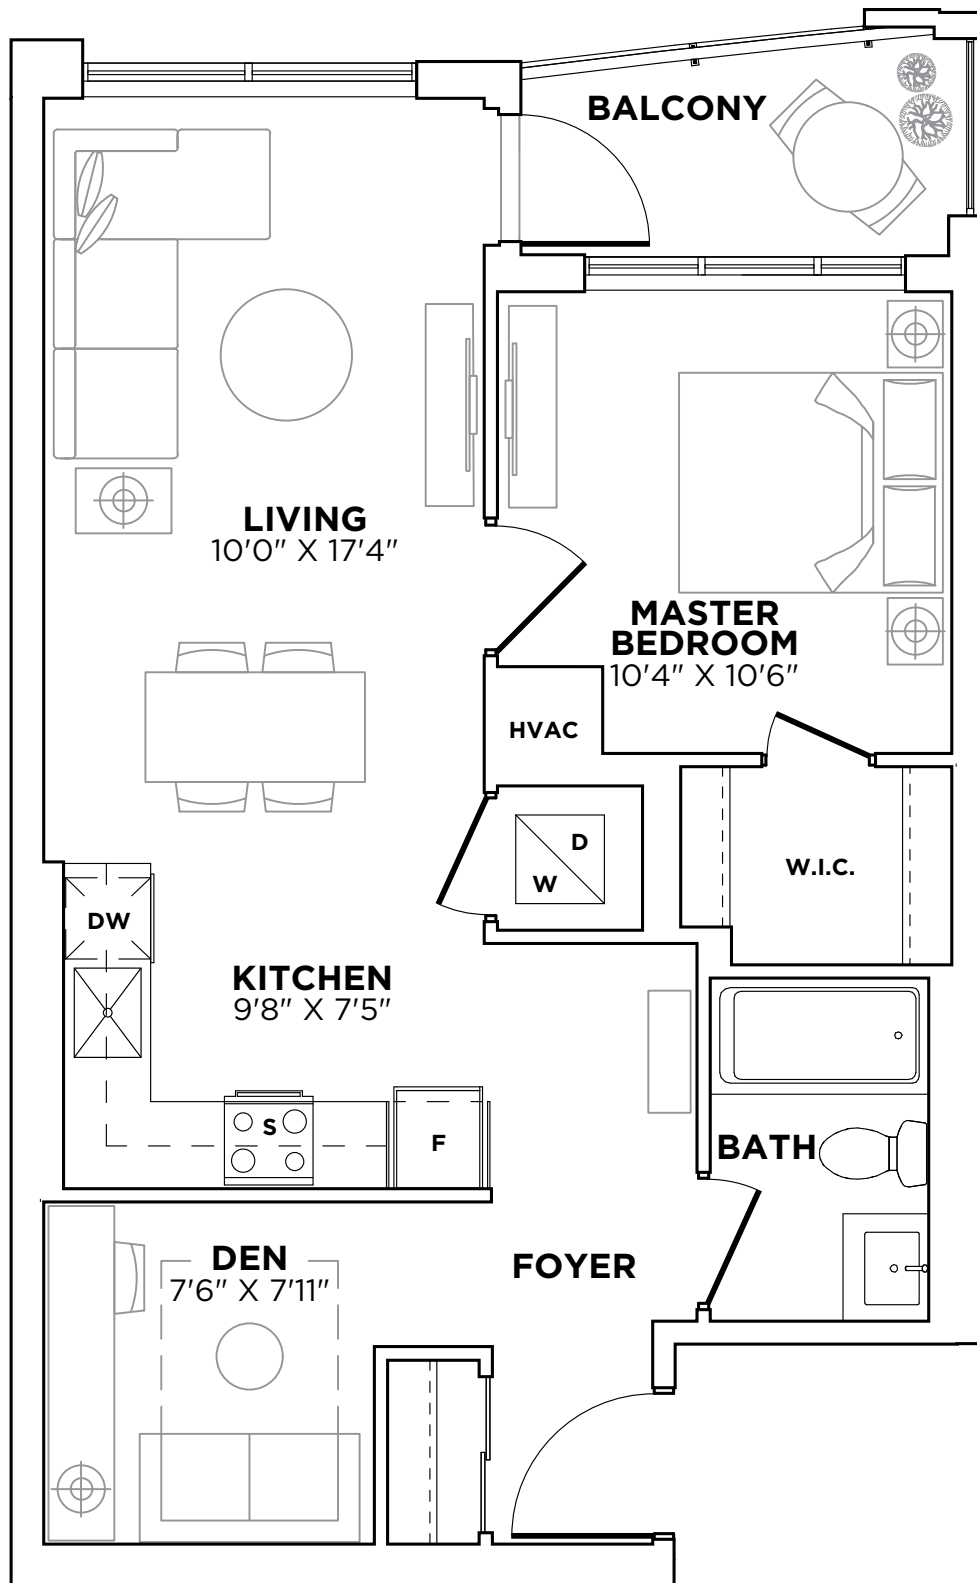 BALCONY
LIVING
10'0" X 17'4"
MASTER
BEDROOM
10'4" X 10'6"
HVAC
D
W
W.I.C.
DW
KITCHEN
9'8" X 7'5"
S
F
BATH
DEN
7'6" X 7'11"
FOYER